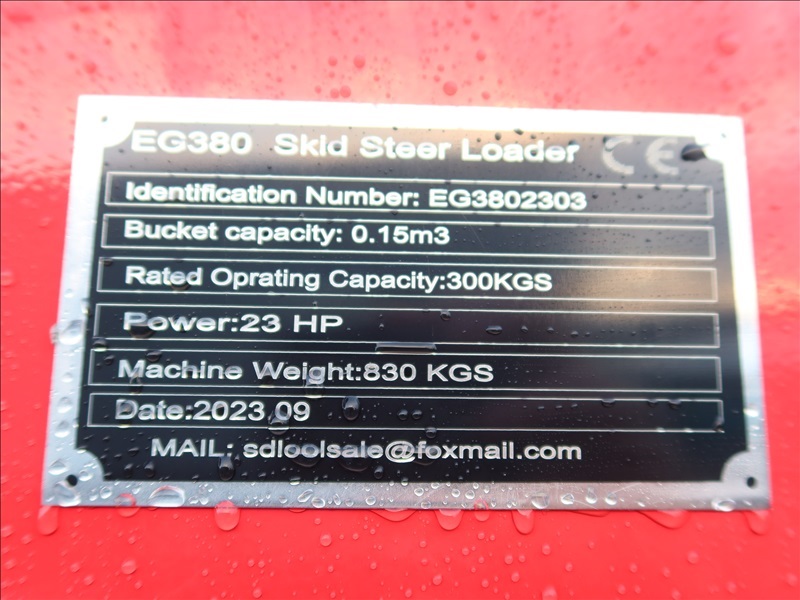 EG380 Skid Steer Loader CE
Identification Number: EG3802303
Bucket capacity: 0.15m3
Rated Oprating Capacity:300KGS
Power:23 HP
Machine Weight:830 KGS
Date:2023.09
MAIL: sdloolsale@foxmail.com